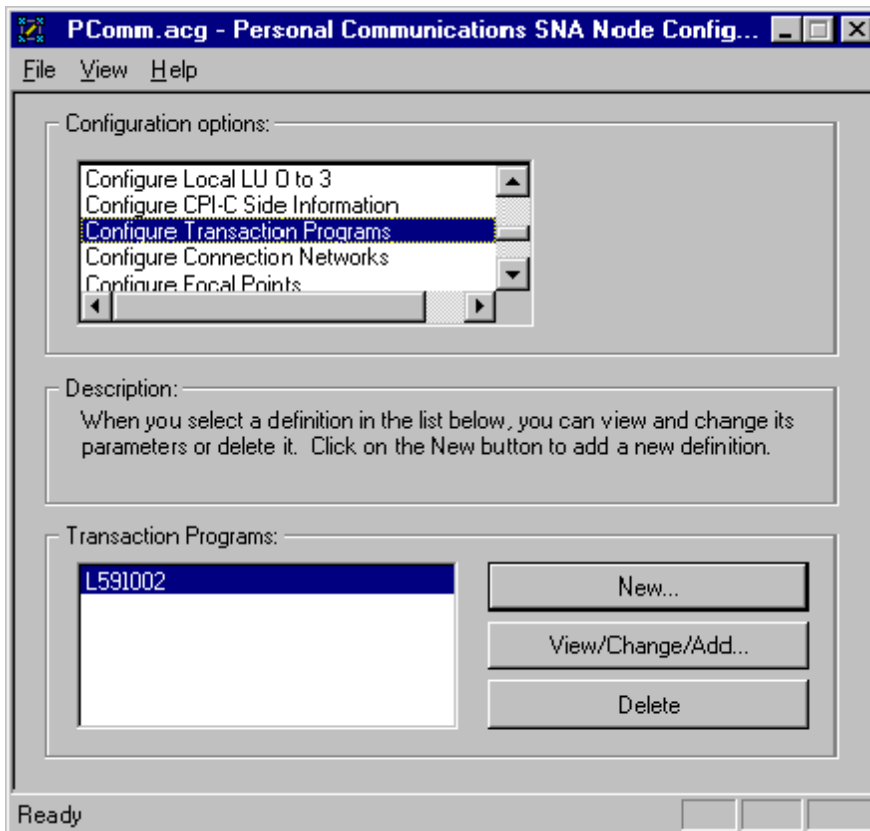 PComm.acg - Personal Communications SNA Node Config...
File View Help
Configuration options:
Configure Local LU 0 to 3
Configure CPI-C Side Information
Configure Transaction Programs
Configure Connection Networks
Configure Focal Points
Description:
When you select a definition in the list below, you can view and change its
parameters or delete it. Click on the New button to add a new definition.
Transaction Programs:
L591002
New...
View/Change/Add...
Delete
Ready